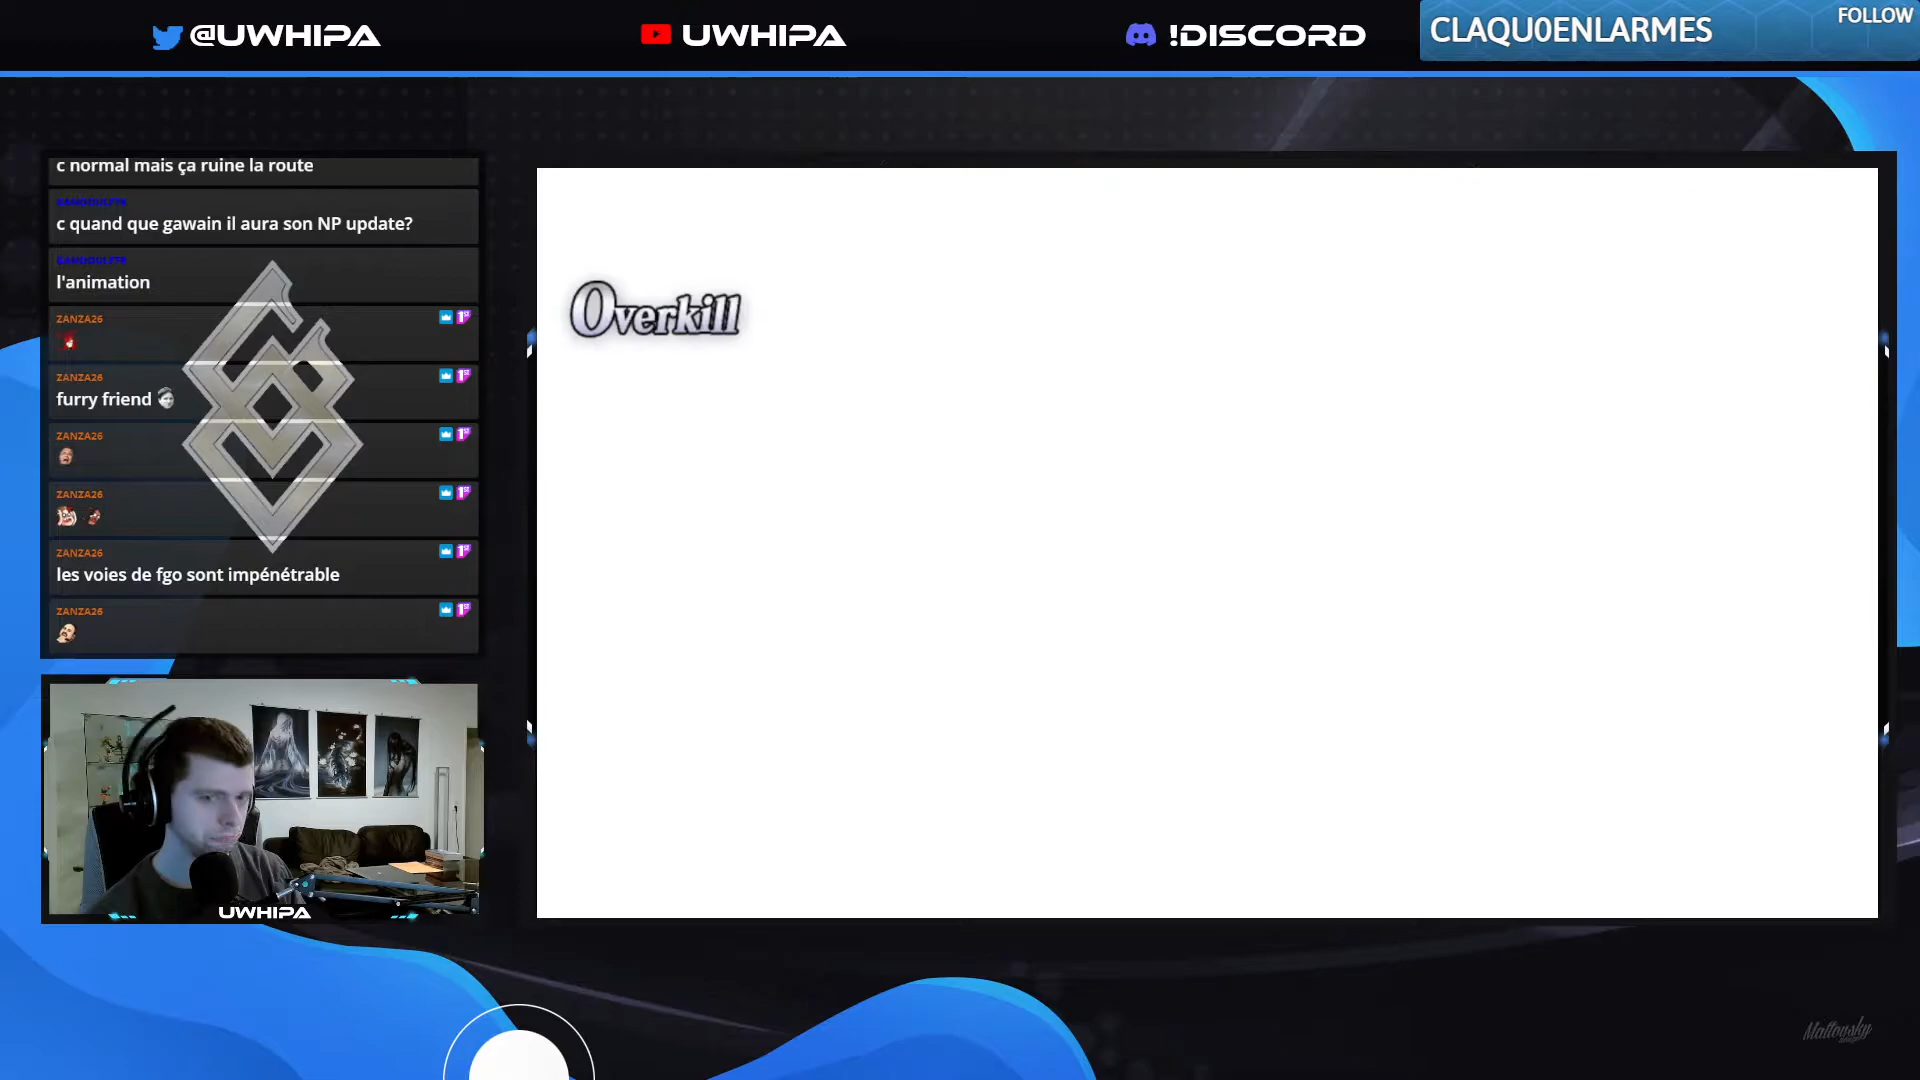 @UWHIPA
UWHIPA
!DISCORD
CLAQU0ENLARMES
FOLLOW
c normal mais ça ruine la route
c quand que gawain il aura son NP update?
l'animation
ZANZA26
ZANZA26
furry friend
ZANZA26
ZANZA26
ZANZA26
les voies de fgo sont impénétrable
ZANZA26
Overkill
UWHIPA
Mattovsky